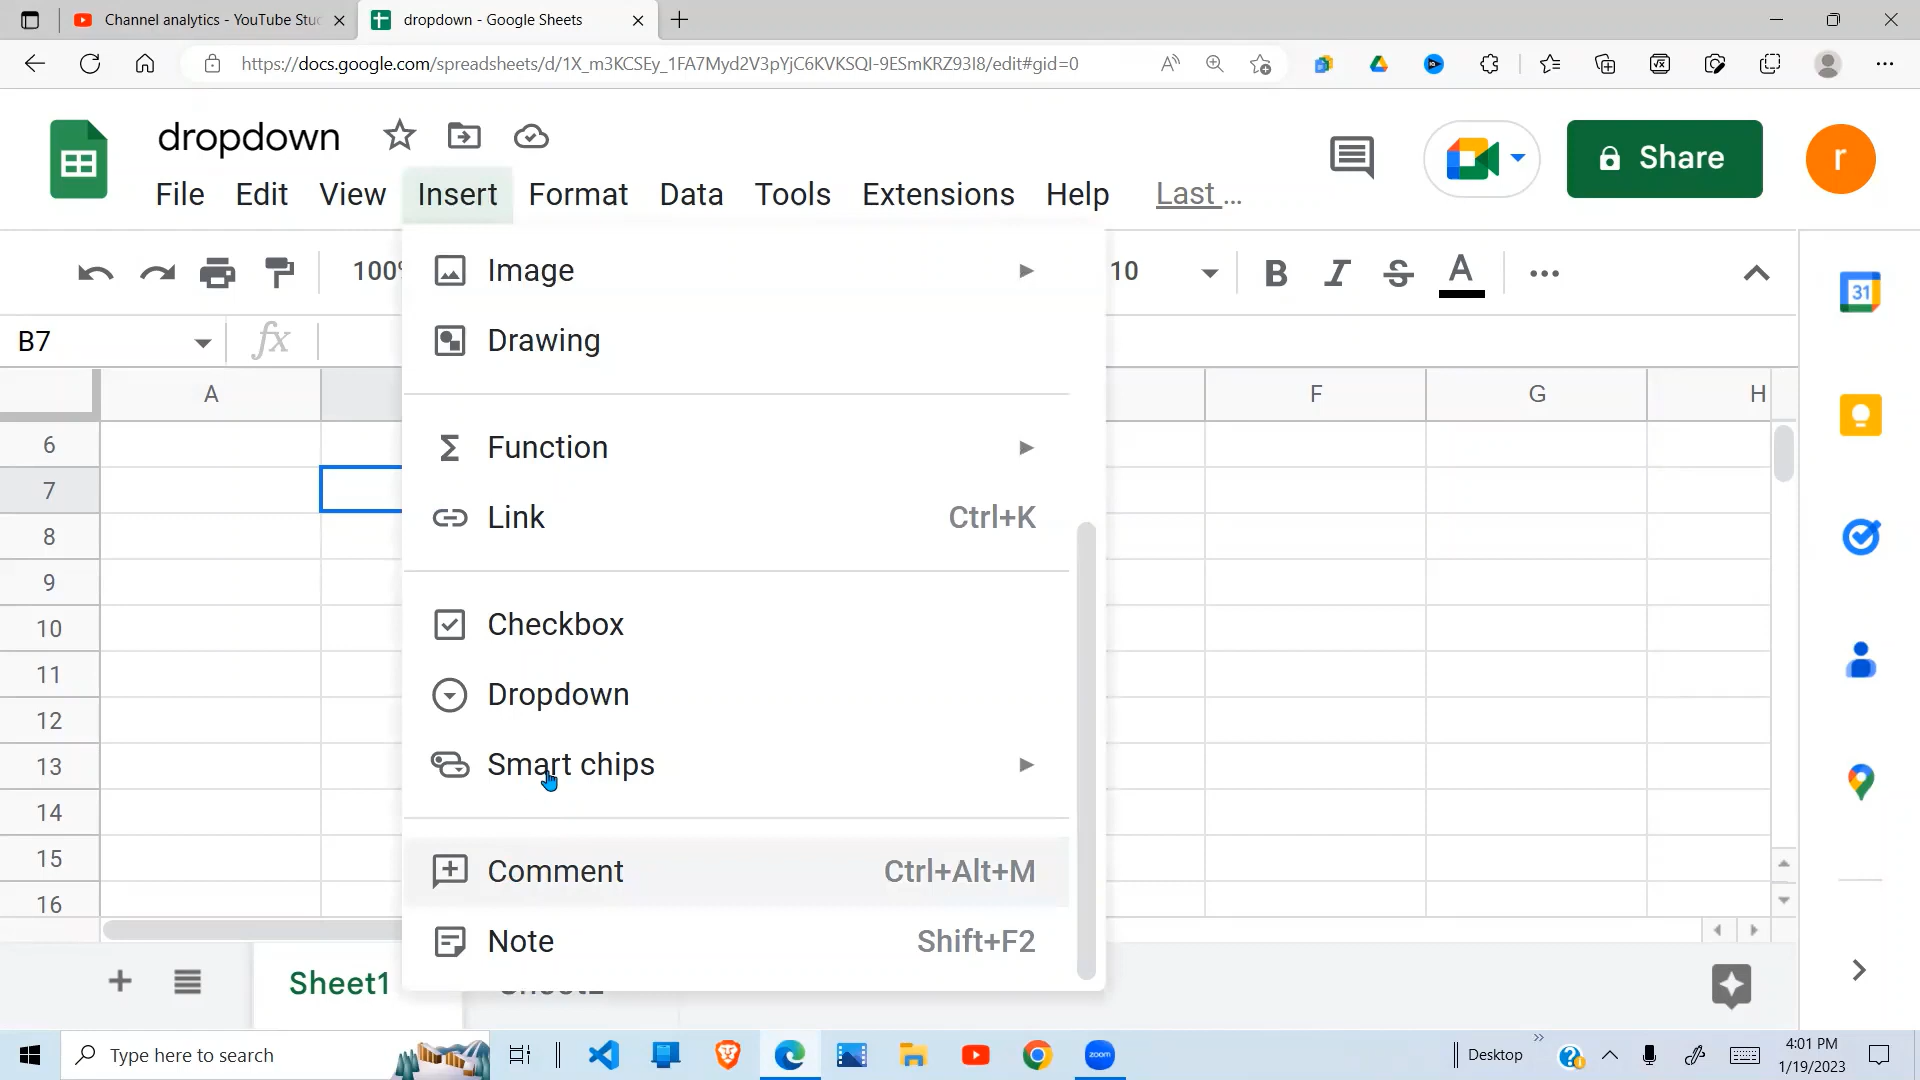 Channel analytics - YouTube Stu
dropdown - Google Sheets
https://docs.google.com/spreadsheets/d/1X_m3KCSEy_1FA7Myd2V3pYjC6KVKSQI-9ESmKRZ93I8/edit#gid=0
dropdown
Share
r
File Edit View Insert Format Data Tools Extensions Help Last ...
100%
10
B I S A
31
B7
fx
A F G H
Image
Drawing
Function
Link Ctrl+K
Checkbox
Dropdown
Smart chips
Comment Ctrl+Alt+M
Note Shift+F2
6
7
8
9
10
11
12
13
14
15
16
Sheet1
Sheet2
Type here to search
zoom
Desktop
4:01 PM
1/19/2023